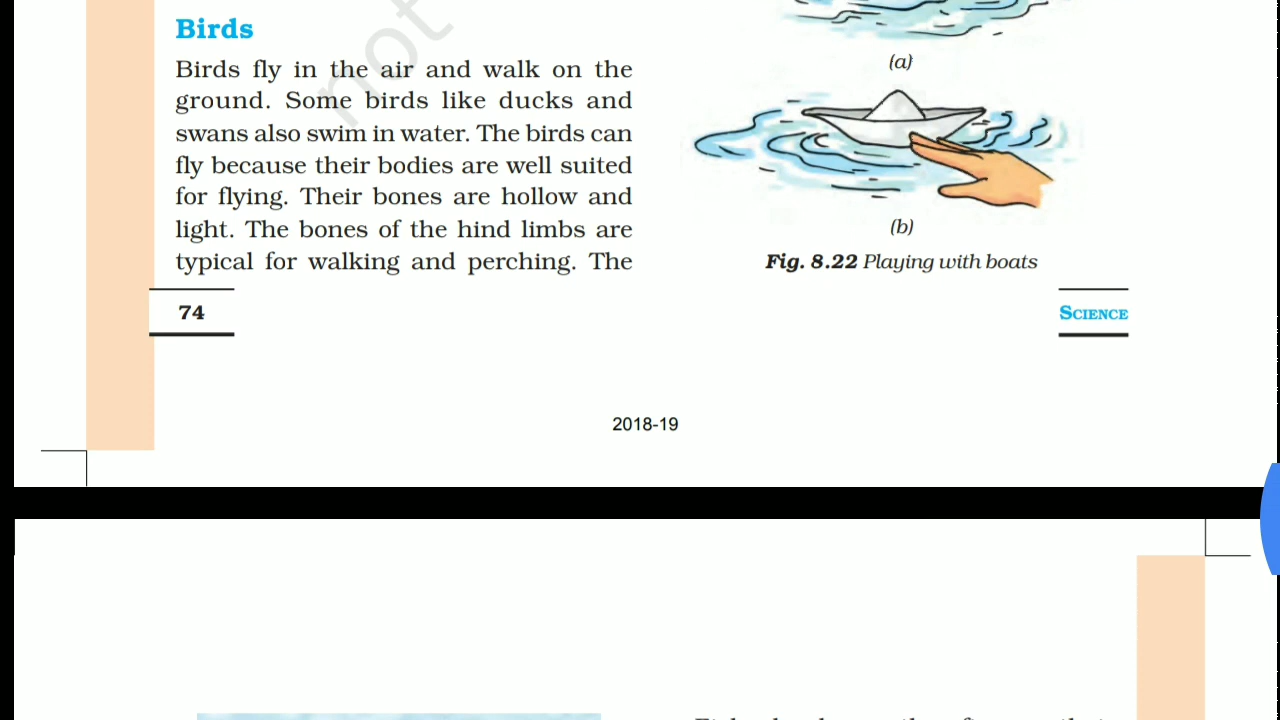 Birds
Birds fly in the air and walk on the
ground. Some birds like ducks and
swans also swim in water. The birds can
fly because their bodies are well suited
for flying. Their bones are hollow and
light. The bones of the hind limbs are
typical for walking and perching. The
not
(a)
(b)
Fig. 8.22 Playing with boats
74
SCIENCE
2018-19